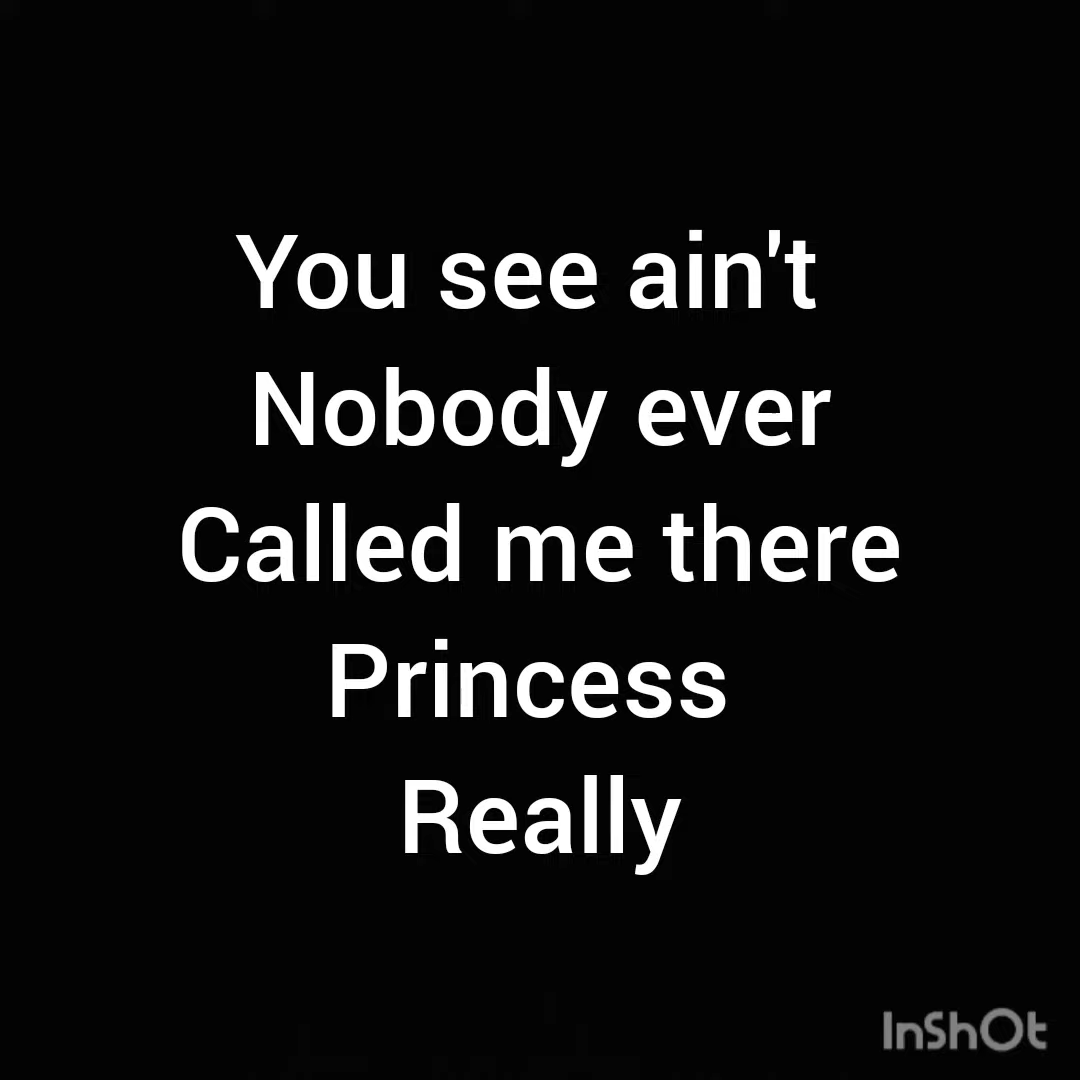 You see ain't
Nobody ever
Called me there
Princess
Really
InShOt